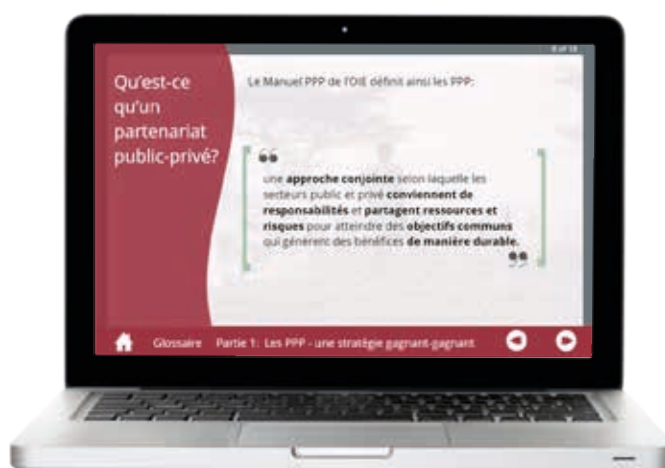 Qu'est-ce
qu'un
partenariat
public-privé?
Le Manuel PPP de l'OIE définit ainsi les PPP:
❝
une approche conjointe selon laquelle les
secteurs public et privé conviennent de
responsabilités et partagent ressources et
risques pour atteindre des objectifs communs
qui génèrent des bénéfices de manière durable.
❞
Glossaire Partie 1: Les PPP - une stratégie gagnant-gagnant